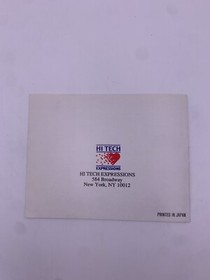 HI TECH
EXPRESSIONS
HI TECH EXPRESSIONS
584 Broadway
New York, NY 10012
PRINTED IN JAPAN